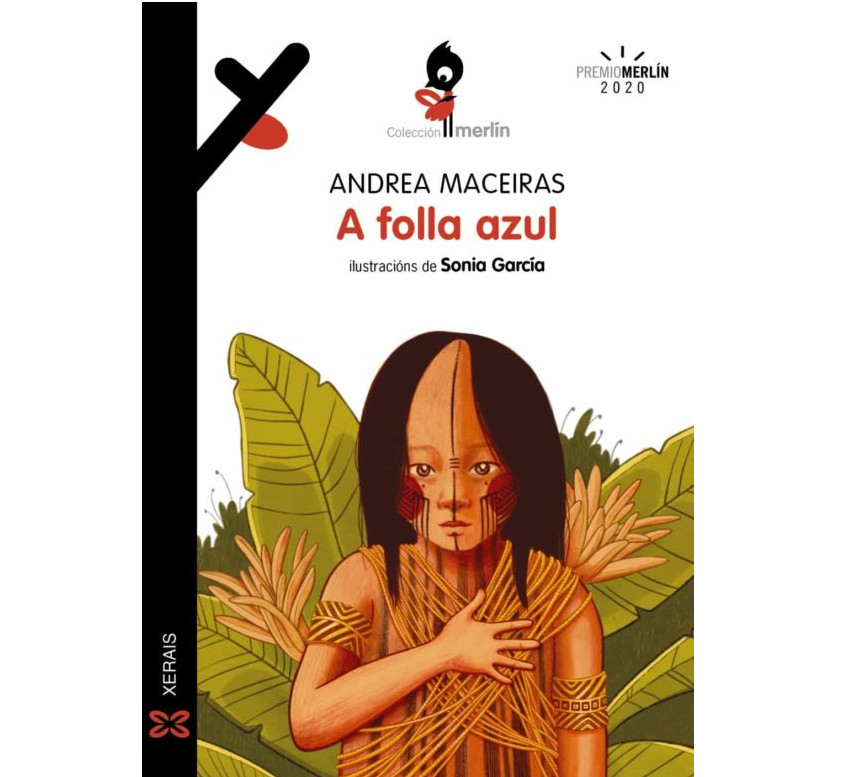 Colección merlín
PREMIOMERLÍN
2020
ANDREA MACEIRAS
A folla azul
ilustracións de Sonia García
XERAIS